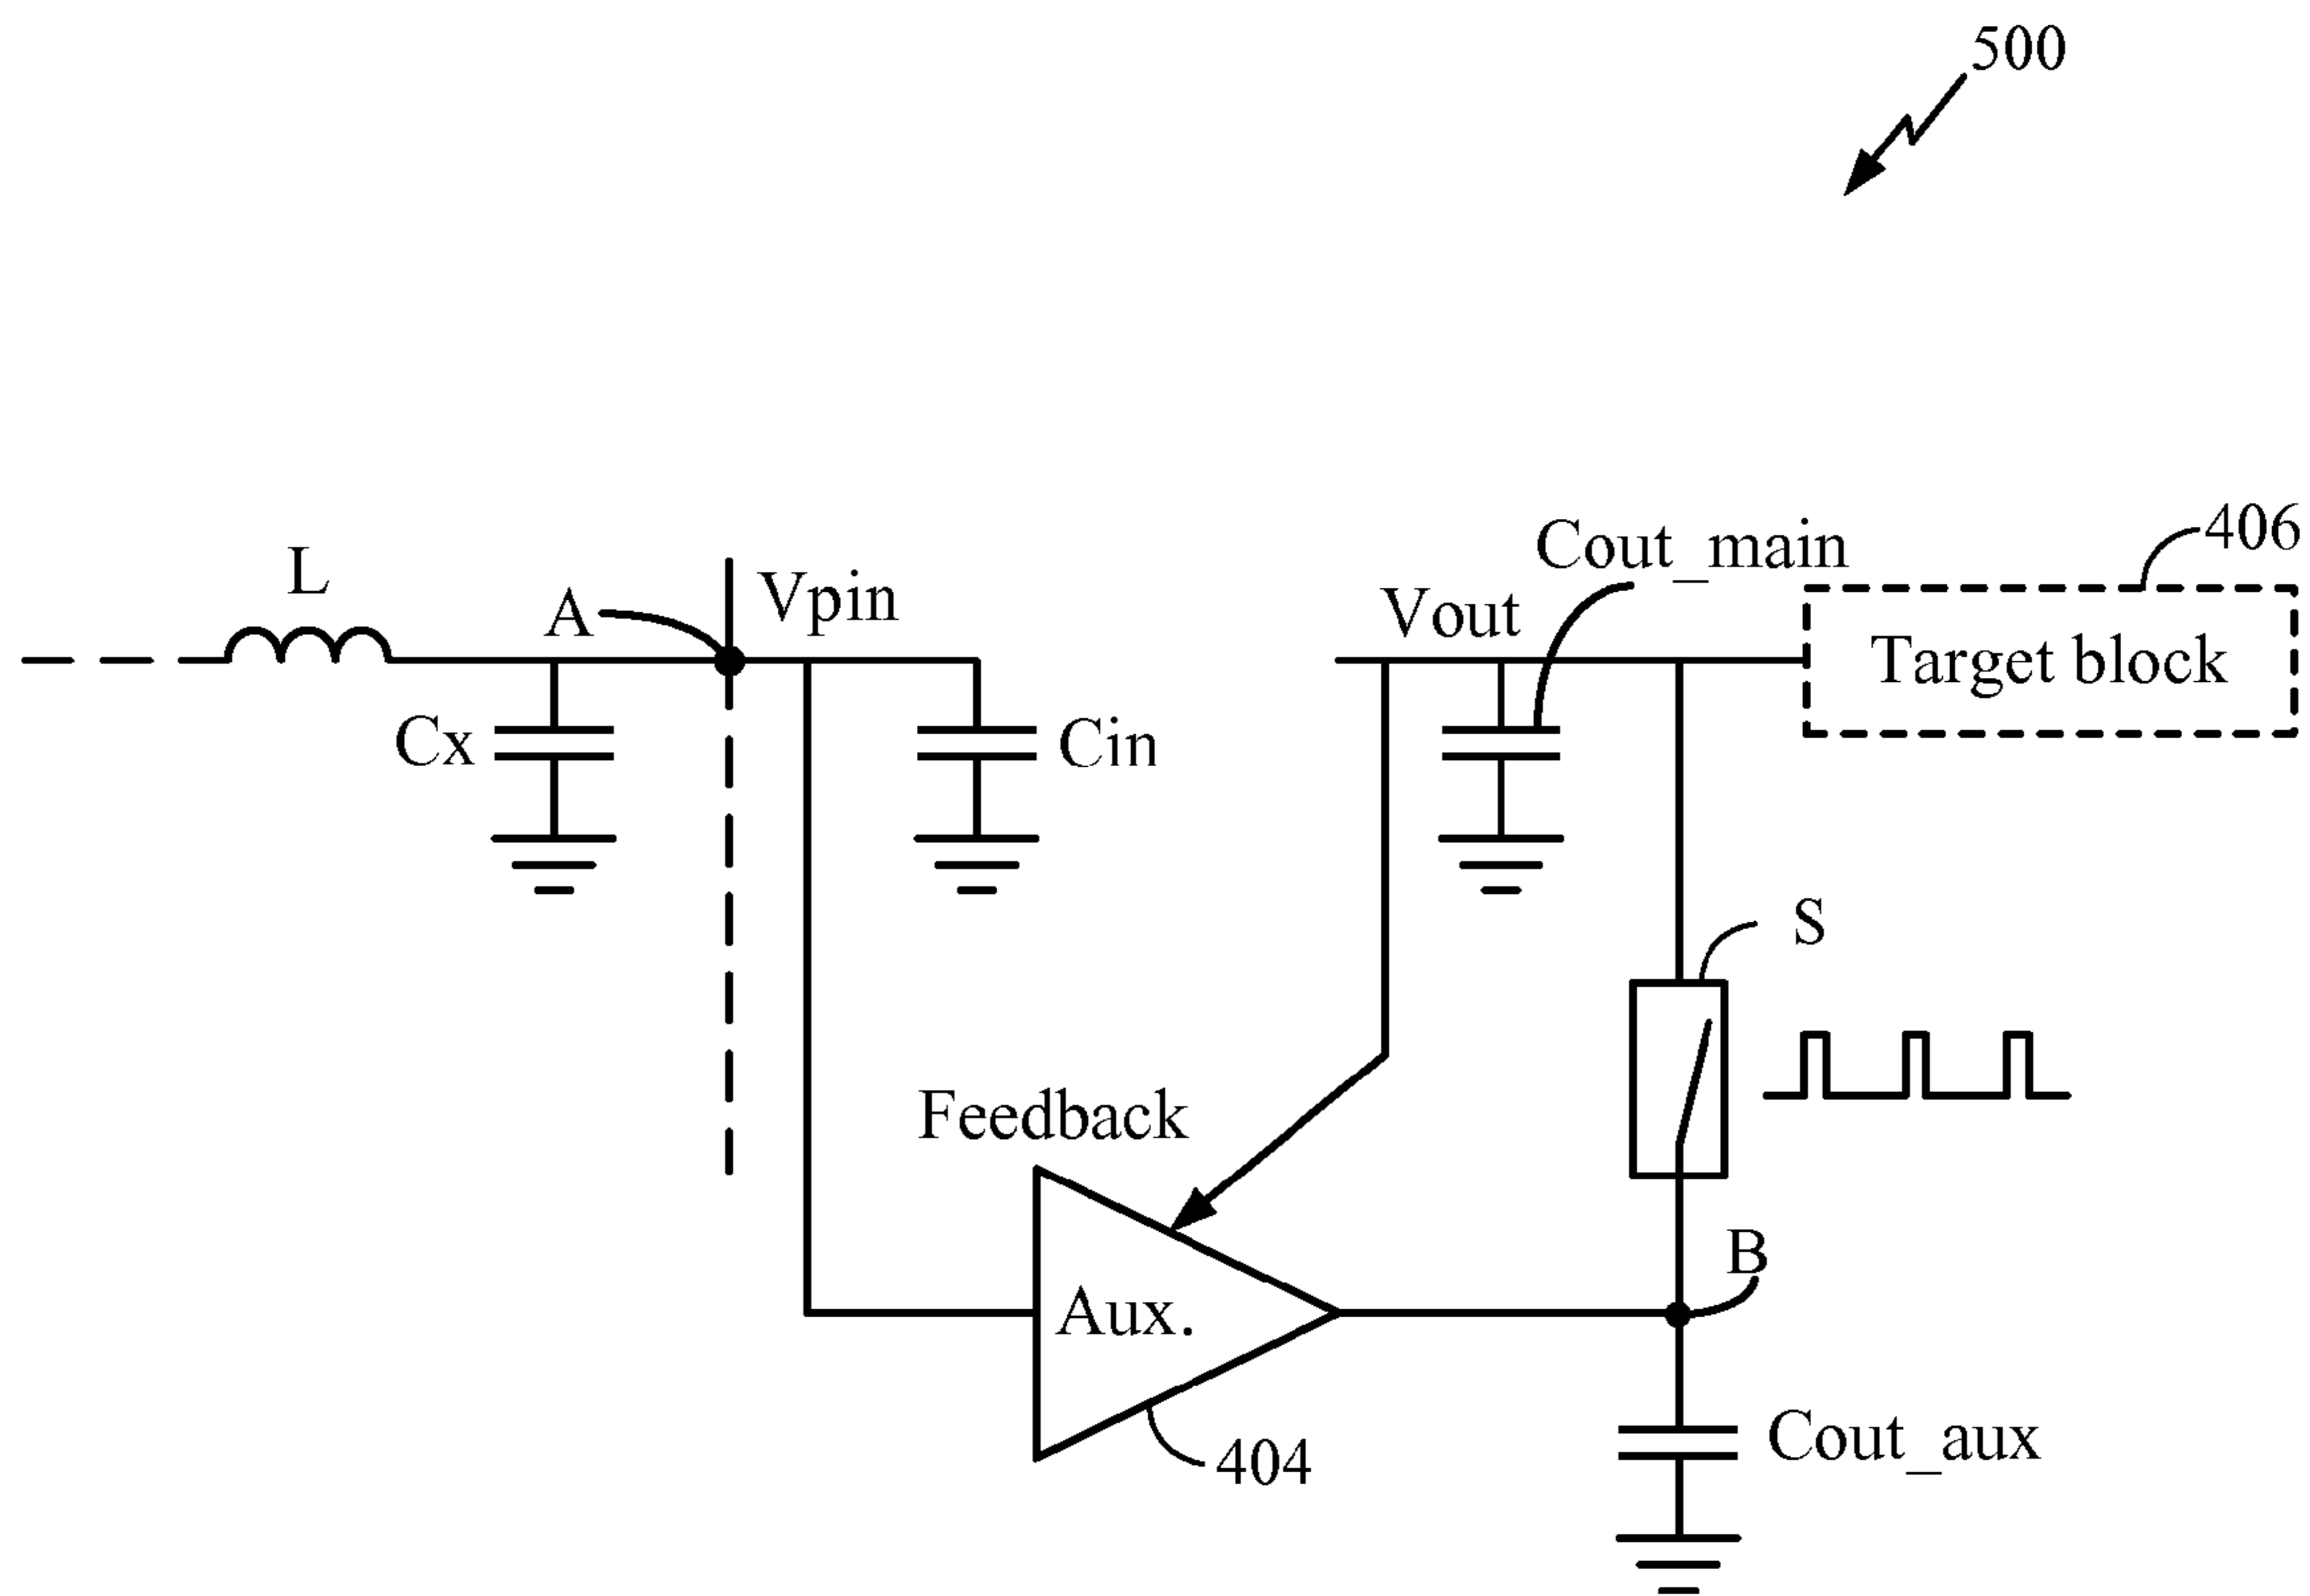 500
406
Cout_main
L
A
Vpin
Vout
Target block
Cx
Cin
S
Feedback
B
Aux.
404
Cout_aux